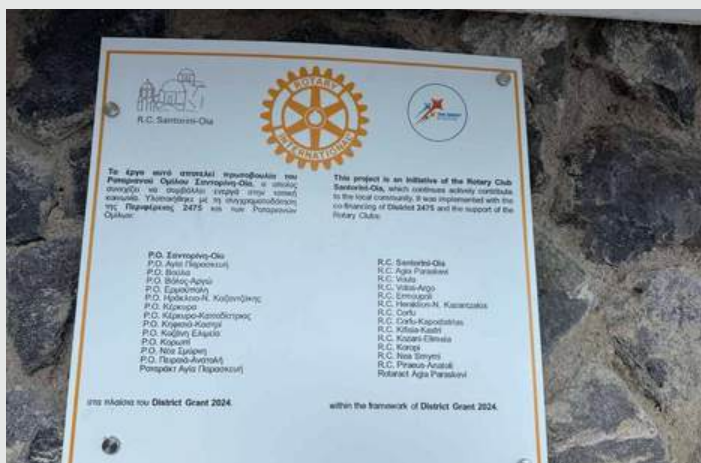 R.C. Santorini-Oia
ROTARY
INTERNATIONAL
Το έργο αυτό αποτελεί πρωτοβουλία του
Ροταριανού Ομίλου Σαντορίνη-Οία, ο οποίος
συνεχίζει να συμβάλλει ενεργά στην τοπική
κοινωνία. Υλοποιήθηκε με τη συγχρηματοδότηση
της Περιφέρειας 2475 και των Ροταριανών
Ομίλων:
Ρ.Ο. Σαντορίνη-Οία
Ρ.Ο. Αγία Παρασκευή
Ρ.Ο. Βούλα
Ρ.Ο. Βόλος-Αργώ
Ρ.Ο. Ερμούπολη
Ρ.Ο. Ηράκλειο-Ν. Καζαντζάκης
Ρ.Ο. Κέρκυρα
Ρ.Ο. Κέρκυρα-Καποδίστριας
Ρ.Ο. Κηφισιά-Καστρί
Ρ.Ο. Κοζάνη Ελιμεία
Ρ.Ο. Κορωπί
Ρ.Ο. Νέα Σμύρνη
Ρ.Ο. Πειραιά-Ανατολή
Ροταράκτ Αγία Παρασκευή
στα πλαίσια του District Grant 2024.
This project is an initiative of the Rotary Club
Santorini-Oia, which continues actively contribute
to the local community. It was implemented with the
co-financing of District 2475 and the support of the
Rotary Clubs:
R.C. Santorini-Oia
R.C. Agia Paraskevi
R.C. Voula
R.C. Volos-Argo
R.C. Ermoupoli
R.C. Heraklion-N. Kazantzakis
R.C. Corfu
R.C. Corfu-Kapodistrias
R.C. Kifisia-Kastri
R.C. Kozani-Elimeia
R.C. Koropi
R.C. Nea Smyrni
R.C. Piraeus-Anatoli
Rotaract Agia Paraskevi
within the framework of District Grant 2024.